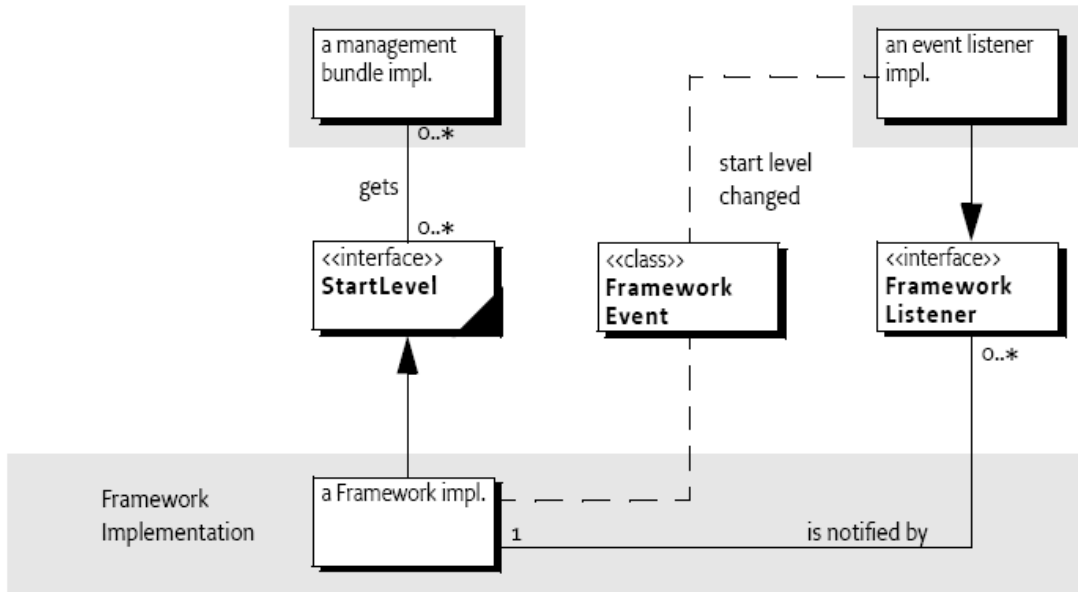 a management
bundle impl.
an event listener
impl.
0..*
gets
start level
changed
0..*
<<interface>>
StartLevel
<<class>>
Framework
Event
<<interface>>
Framework
Listener
0..*
Framework
Implementation
a Framework impl.
1
is notified by